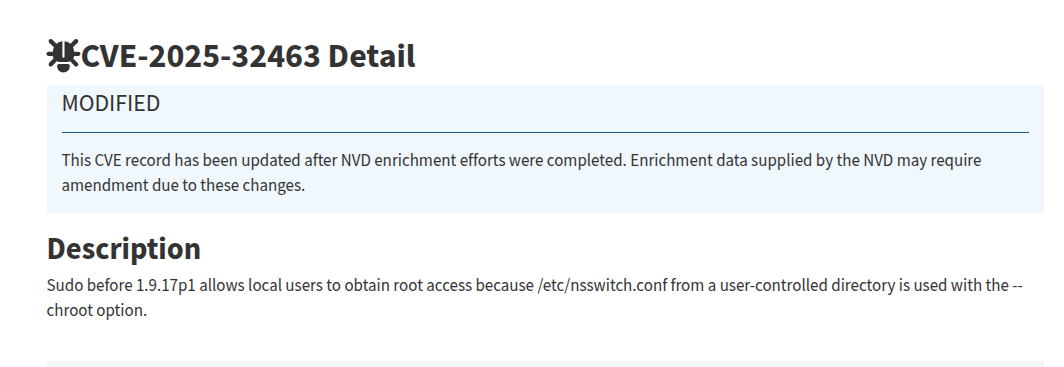 CVE-2025-32463 Detail
MODIFIED
This CVE record has been updated after NVD enrichment efforts were completed. Enrichment data supplied by the NVD may require
amendment due to these changes.
Description
Sudo before 1.9.17p1 allows local users to obtain root access because /etc/nsswitch.conf from a user-controlled directory is used with the --
chroot option.